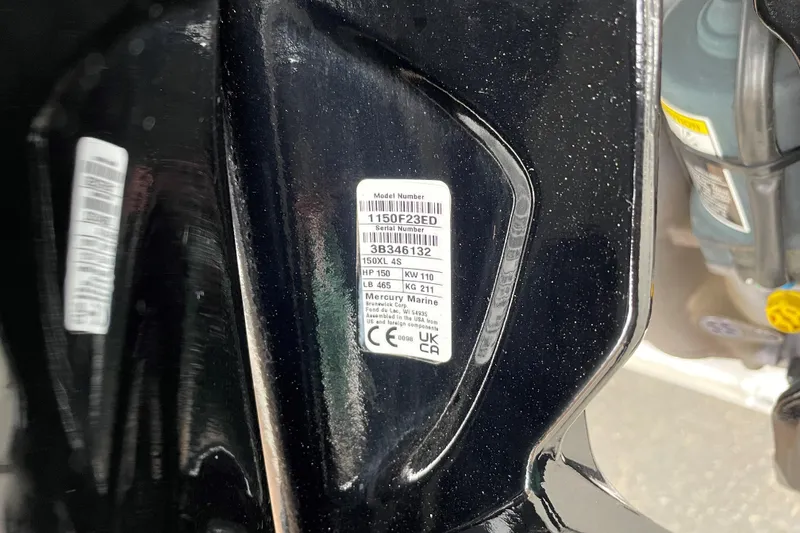 Model Number
1150F23ED
Serial Number
3B346132
150XL 4S
HP 150 KW 110
LB 465 KG 211
Mercury Marine
Brunswick Corp.
Fond du Lac, WI 54935
Assembled in the USA from
US and foreign components
CE 0098 UK
CA